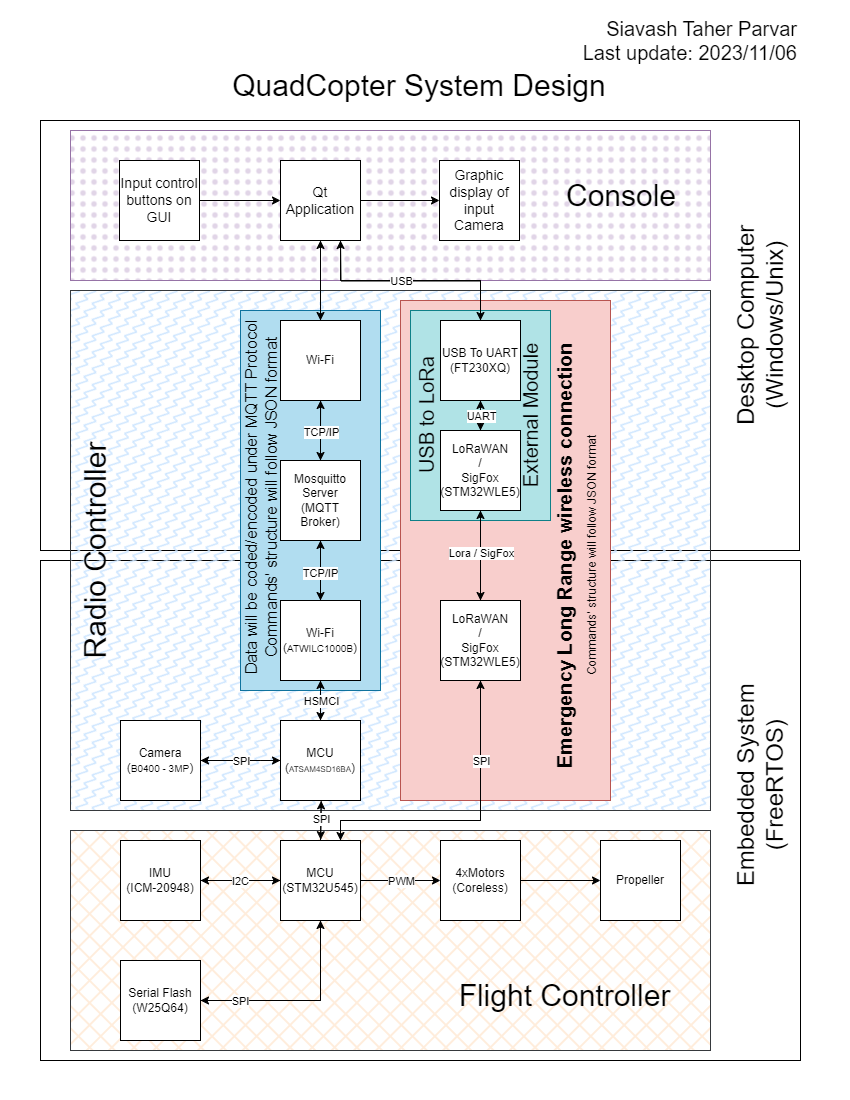 Siavash Taher Parvar
Last update: 2023/11/06
QuadCopter System Design
Input control
buttons on
GUI
Qt
Application
Graphic
display of
input
Camera
Console
Desktop Computer
(Windows/Unix)
USB
Radio Controller
Data will be coded/encoded under MQTT Protocol
Commands' structure will follow JSON format
Wi-Fi
TCP/IP
Mosquitto
Server
(MQTT
Broker)
TCP/IP
Wi-Fi
(ATWILC1000B)
HSMCI
USB to LoRa
External Module
USB To UART
(FT230XQ)
UART
LoRaWAN
/
SigFox
(STM32WLE5)
Lora / SigFox
LoRaWAN
/
SigFox
(STM32WLE5)
Emergency Long Range wireless connection
Commands' structure will follow JSON format
SPI
Camera
(B0400 - 3MP)
SPI
MCU
(ATSAM4SD16BA)
SPI
Embedded System
(FreeRTOS)
IMU
(ICM-20948)
I2C
MCU
(STM32U545)
PWM
4xMotors
(Coreless)
Propeller
Serial Flash
(W25Q64)
SPI
Flight Controller